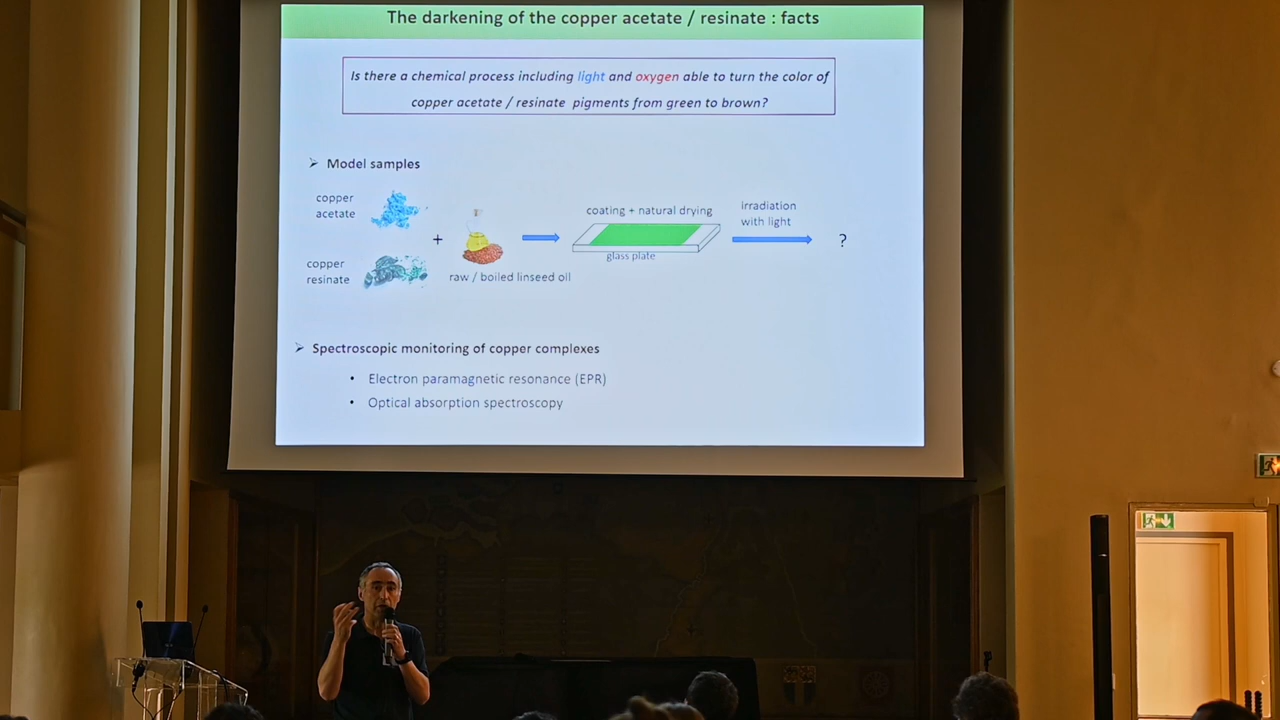 The darkening of the copper acetate / resinate : facts
Is there a chemical process including light and oxygen able to turn the color of
copper acetate / resinate pigments from green to brown?
➢ Model samples
copper
acetate
+
copper
resinate
raw / boiled linseed oil
coating + natural drying
glass plate
irradiation
with light
?
➢ Spectroscopic monitoring of copper complexes
• Electron paramagnetic resonance (EPR)
• Optical absorption spectroscopy